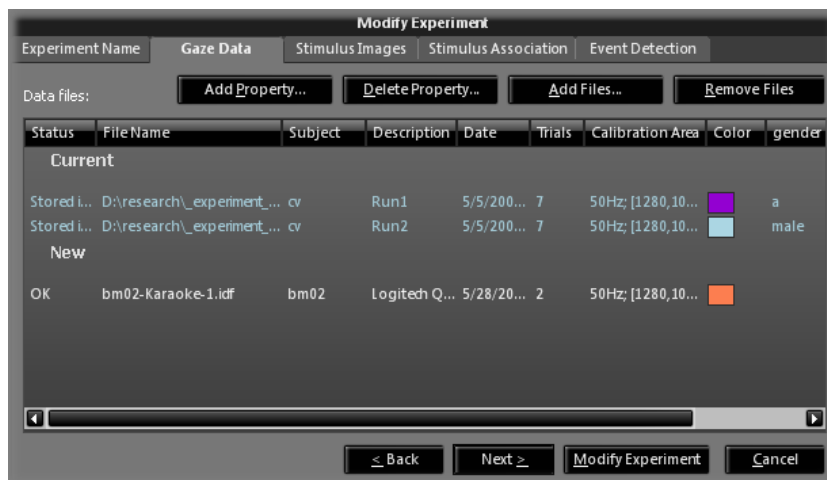 Modify Experiment
Experiment Name Gaze Data Stimulus Images Stimulus Association Event Detection
Data files: Add Property... Delete Property... Add Files... Remove Files
Status File Name Subject Description Date Trials Calibration Area Color gender
Current
Stored i... D:\research\_experiment_... cv Run1 5/5/200... 7 50Hz; [1280,10... a
Stored i... D:\research\_experiment_... cv Run2 5/5/200... 7 50Hz; [1280,10... male
New
OK bm02-Karaoke-1.idf bm02 Logitech Q... 5/28/20... 2 50Hz; [1280,10...
< Back Next > Modify Experiment Cancel